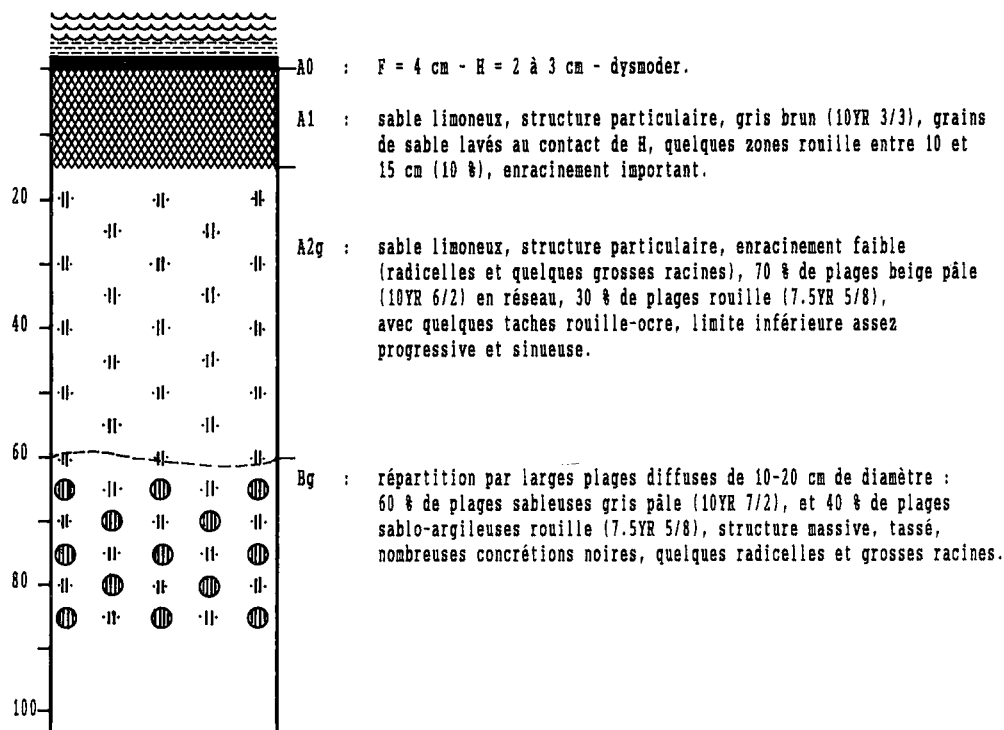 A0 : F = 4 cm - H = 2 à 3 cm - dysmoder.
A1 : sable limoneux, structure particulaire, gris brun (10YR 3/3), grains
de sable lavés au contact de H, quelques zones rouille entre 10 et
15 cm (10 %), enracinement important.
20
A2g : sable limoneux, structure particulaire, enracinement faible
(radicelles et quelques grosses racines), 70 % de plages beige pâle
(10YR 6/2) en réseau, 30 % de plages rouille (7.5YR 5/8),
40
avec quelques taches rouille-ocre, limite inférieure assez
progressive et sinueuse.
60
Bg : répartition par larges plages diffuses de 10-20 cm de diamètre :
60 % de plages sableuses gris pâle (10YR 7/2), et 40 % de plages
sablo-argileuses rouille (7.5YR 5/8), structure massive, tassé,
nombreuses concrétions noires, quelques radicelles et grosses racines.
80
100